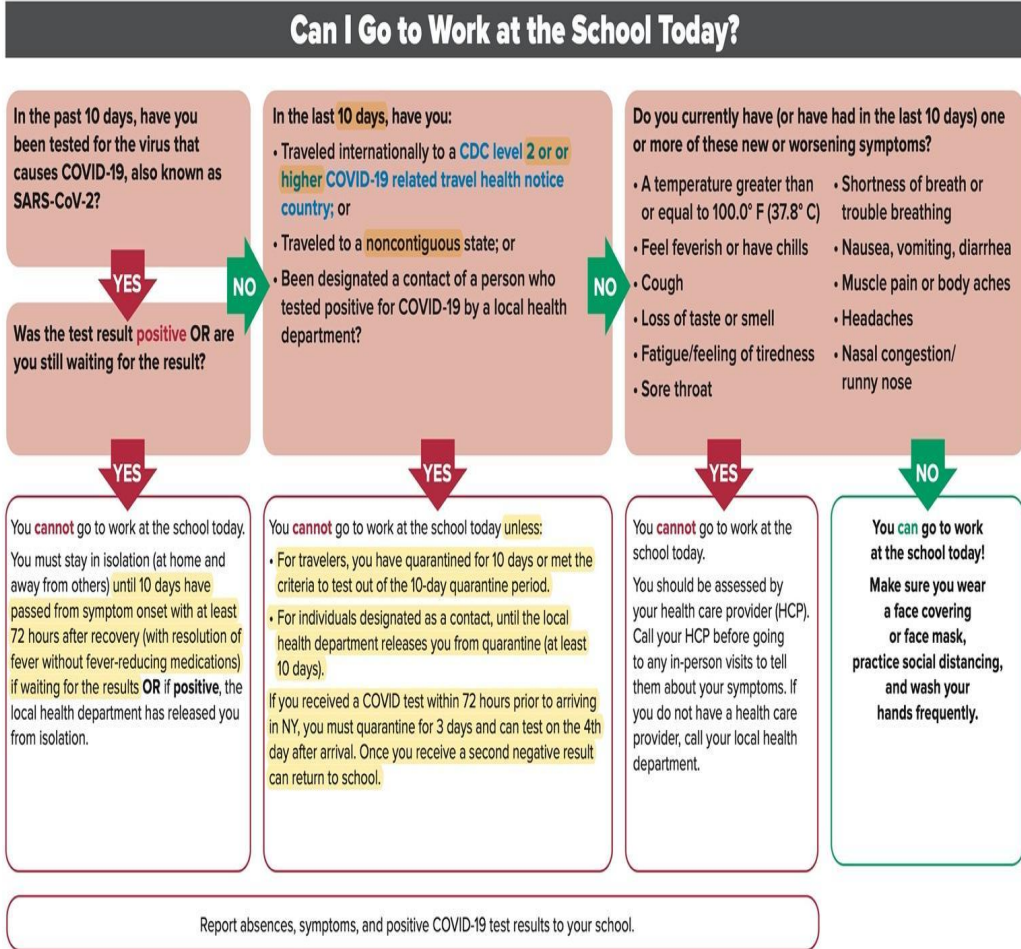 Can I Go to Work at the School Today?
In the past 10 days, have you
been tested for the virus that
causes COVID-19, also known as
SARS-CoV-2?
YES
NO
Was the test result positive OR are
you still waiting for the result?
YES
You cannot go to work at the school today.
You must stay in isolation (at home and
away from others) until 10 days have
passed from symptom onset with at least
72 hours after recovery (with resolution of
fever without fever-reducing medications)
if waiting for the results OR if positive, the
local health department has released you
from isolation.
In the last 10 days, have you:
• Traveled internationally to a CDC level 2 or or
higher COVID-19 related travel health notice
country; or
• Traveled to a noncontiguous state; or
• Been designated a contact of a person who
tested positive for COVID-19 by a local health
department?
NO
YES
You cannot go to work at the school today unless:
• For travelers, you have quarantined for 10 days or met the
criteria to test out of the 10-day quarantine period.
• For individuals designated as a contact, until the local
health department releases you from quarantine (at least
10 days).
If you received a COVID test within 72 hours prior to arriving
in NY, you must quarantine for 3 days and can test on the 4th
day after arrival. Once you receive a second negative result
can return to school.
Do you currently have (or have had in the last 10 days) one
or more of these new or worsening symptoms?
• A temperature greater than
or equal to 100.0° F (37.8° C)
• Feel feverish or have chills
• Cough
• Loss of taste or smell
• Fatigue/feeling of tiredness
• Sore throat
• Shortness of breath or
trouble breathing
• Nausea, vomiting, diarrhea
• Muscle pain or body aches
• Headaches
• Nasal congestion/
runny nose
YES
You cannot go to work at the
school today.
You should be assessed by
your health care provider (HCP).
Call your HCP before going
to any in-person visits to tell
them about your symptoms. If
you do not have a health care
provider, call your local health
department.
NO
You can go to work
at the school today!
Make sure you wear
a face covering
or face mask,
practice social distancing,
and wash your
hands frequently.
Report absences, symptoms, and positive COVID-19 test results to your school.